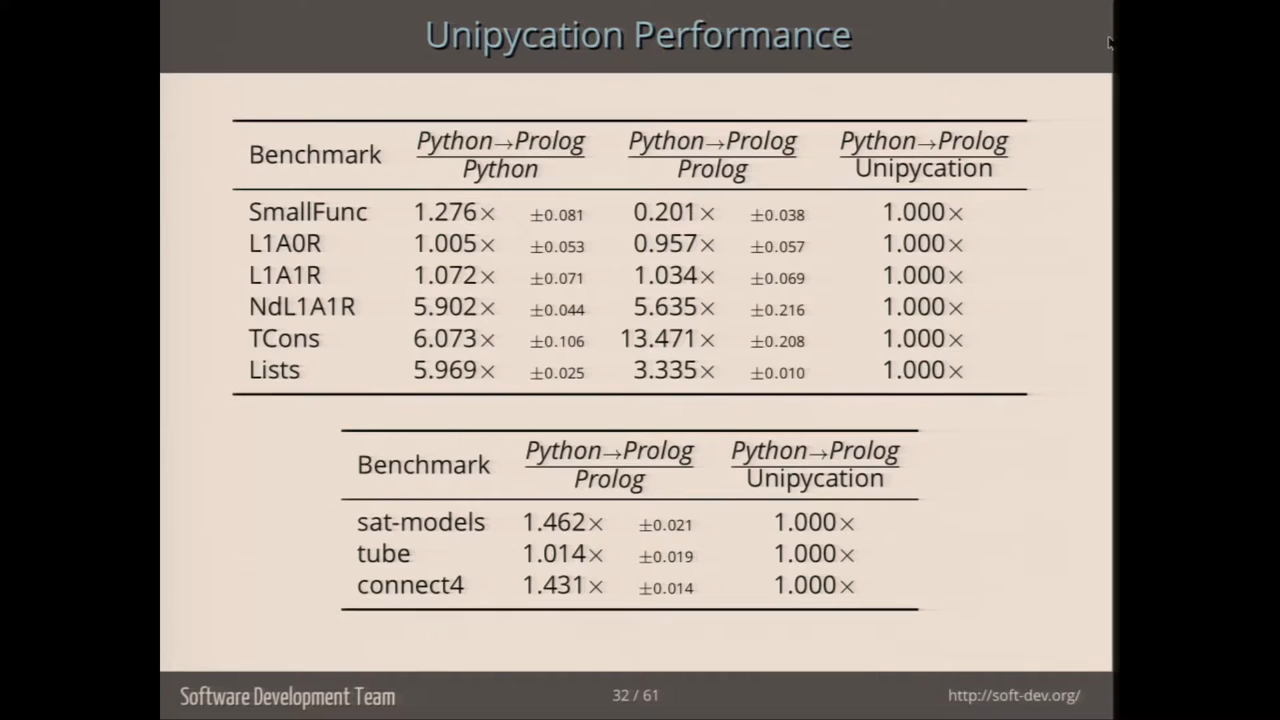 Unipycation Performance
Benchmark Python→Prolog/Python Python→Prolog/Prolog Python→Prolog/Unipycation
SmallFunc 1.276× ±0.081 0.201× ±0.038 1.000×
L1A0R 1.005× ±0.053 0.957× ±0.057 1.000×
L1A1R 1.072× ±0.071 1.034× ±0.069 1.000×
NdL1A1R 5.902× ±0.044 5.635× ±0.216 1.000×
TCons 6.073× ±0.106 13.471× ±0.208 1.000×
Lists 5.969× ±0.025 3.335× ±0.010 1.000×
Benchmark Python→Prolog/Prolog Python→Prolog/Unipycation
sat-models 1.462× ±0.021 1.000×
tube 1.014× ±0.019 1.000×
connect4 1.431× ±0.014 1.000×
Software Development Team 32 / 61 http://soft-dev.org/